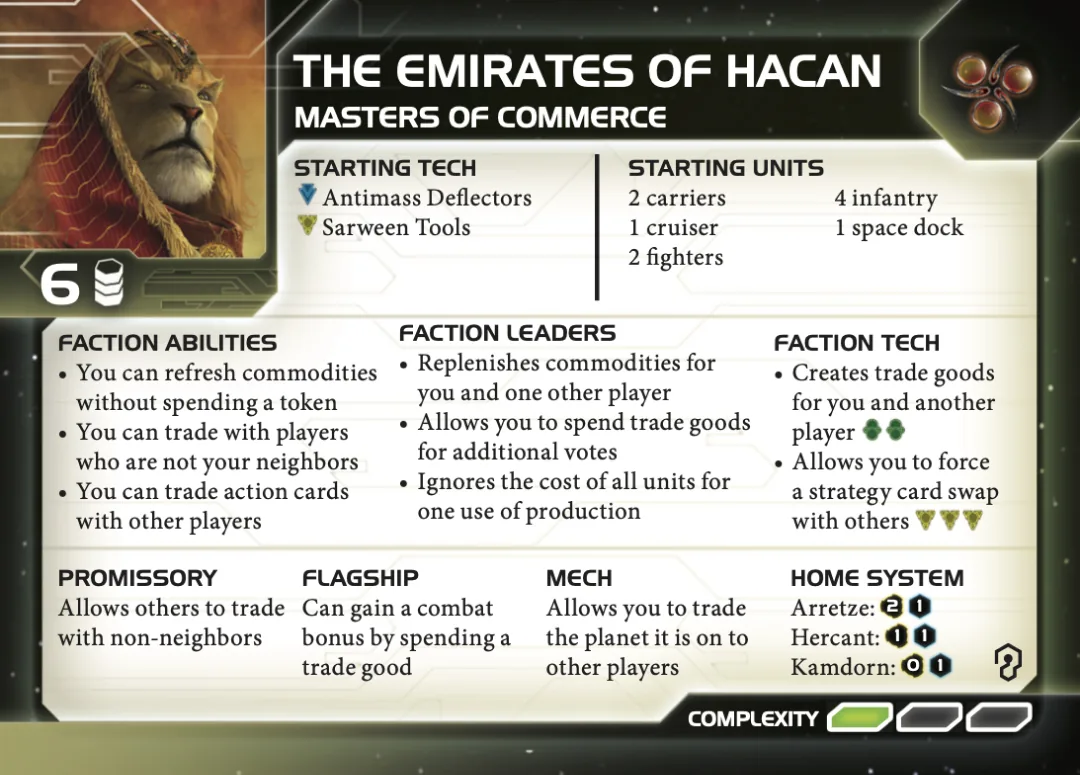 THE EMIRATES OF HACAN
MASTERS OF COMMERCE
STARTING TECH
Antimass Deflectors
Sarween Tools
STARTING UNITS
2 carriers
1 cruiser
2 fighters
4 infantry
1 space dock
6
FACTION ABILITIES
• You can refresh commodities
without spending a token
• You can trade with players
who are not your neighbors
• You can trade action cards
with other players
FACTION LEADERS
• Replenishes commodities for
you and one other player
• Allows you to spend trade goods
for additional votes
• Ignores the cost of all units for
one use of production
FACTION TECH
• Creates trade goods
for you and another
player
• Allows you to force
a strategy card swap
with others
PROMISSORY
Allows others to trade
with non-neighbors
FLAGSHIP
Can gain a combat
bonus by spending a
trade good
MECH
Allows you to trade
the planet it is on to
other players
HOME SYSTEM
Arretze: 2 1
Hercant: 1 1
Kamdorn: 0 1
COMPLEXITY